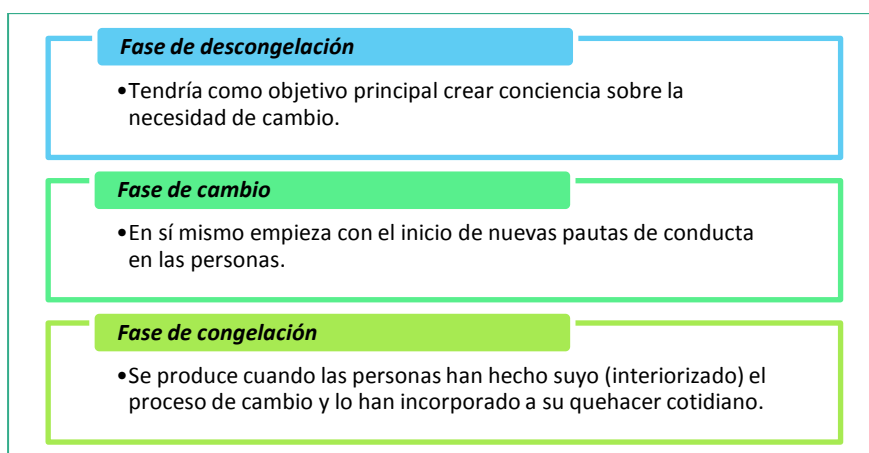 Fase de descongelación
•Tendría como objetivo principal crear conciencia sobre la
necesidad de cambio.
Fase de cambio
•En sí mismo empieza con el inicio de nuevas pautas de conducta
en las personas.
Fase de congelación
•Se produce cuando las personas han hecho suyo (interiorizado) el
proceso de cambio y lo han incorporado a su quehacer cotidiano.